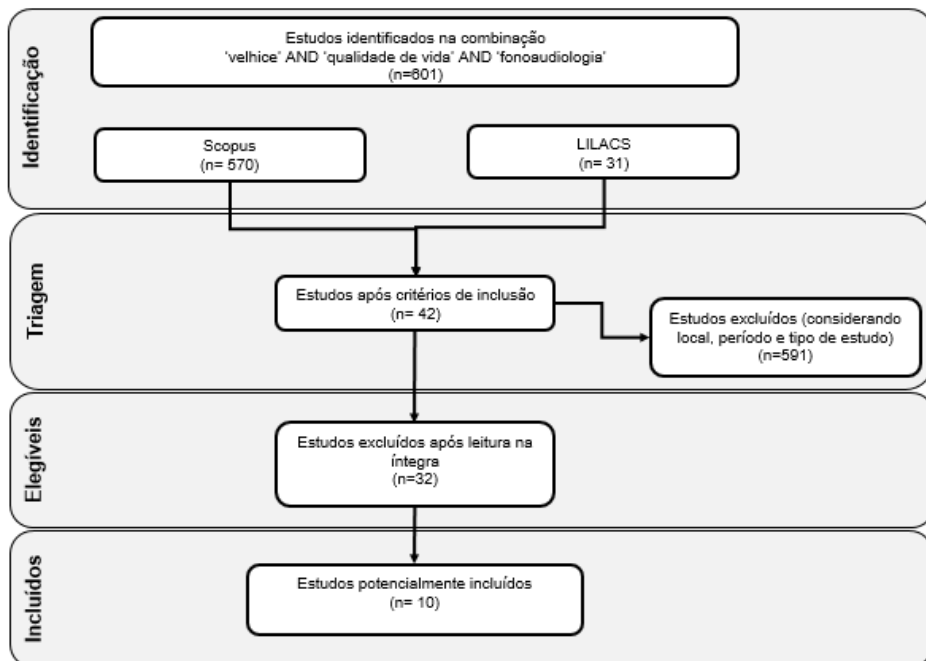 Identificação
Estudos identificados na combinação
'velhice' AND 'qualidade de vida' AND 'fonoaudiologia'
(n=601)
Scopus
(n= 570)
LILACS
(n= 31)
Triagem
Estudos após critérios de inclusão
(n= 42)
Estudos excluídos (considerando
local, período e tipo de estudo)
(n=591)
Elegíveis
Estudos excluídos após leitura na
íntegra
(n=32)
Incluídos
Estudos potencialmente incluídos
(n= 10)